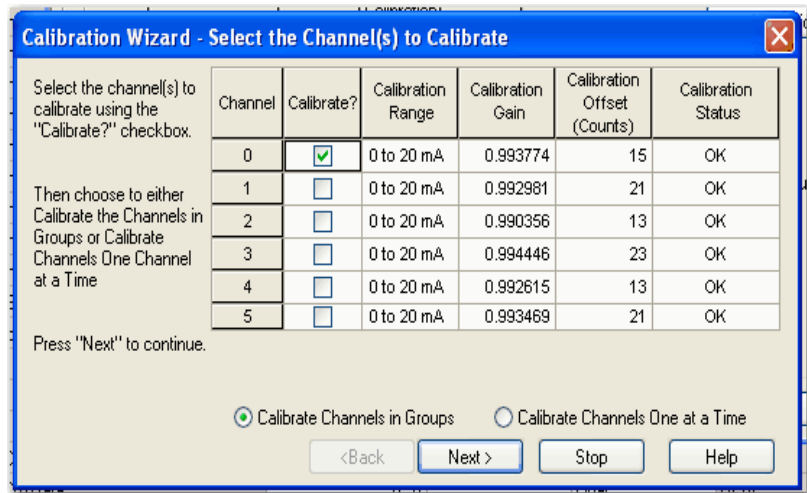 Calibration Wizard - Select the Channel(s) to Calibrate
Select the channel(s) to
calibrate using the
"Calibrate?" checkbox.
Then choose to either
Calibrate the Channels in
Groups or Calibrate
Channels One Channel
at a Time
Press "Next" to continue.
Channel Calibrate? Calibration Range Calibration Gain Calibration Offset (Counts) Calibration Status
0 0 to 20 mA 0.993774 15 OK
1 0 to 20 mA 0.992981 21 OK
2 0 to 20 mA 0.990356 13 OK
3 0 to 20 mA 0.994446 23 OK
4 0 to 20 mA 0.992615 13 OK
5 0 to 20 mA 0.993469 21 OK
Calibrate Channels in Groups Calibrate Channels One at a Time
<Back Next > Stop Help